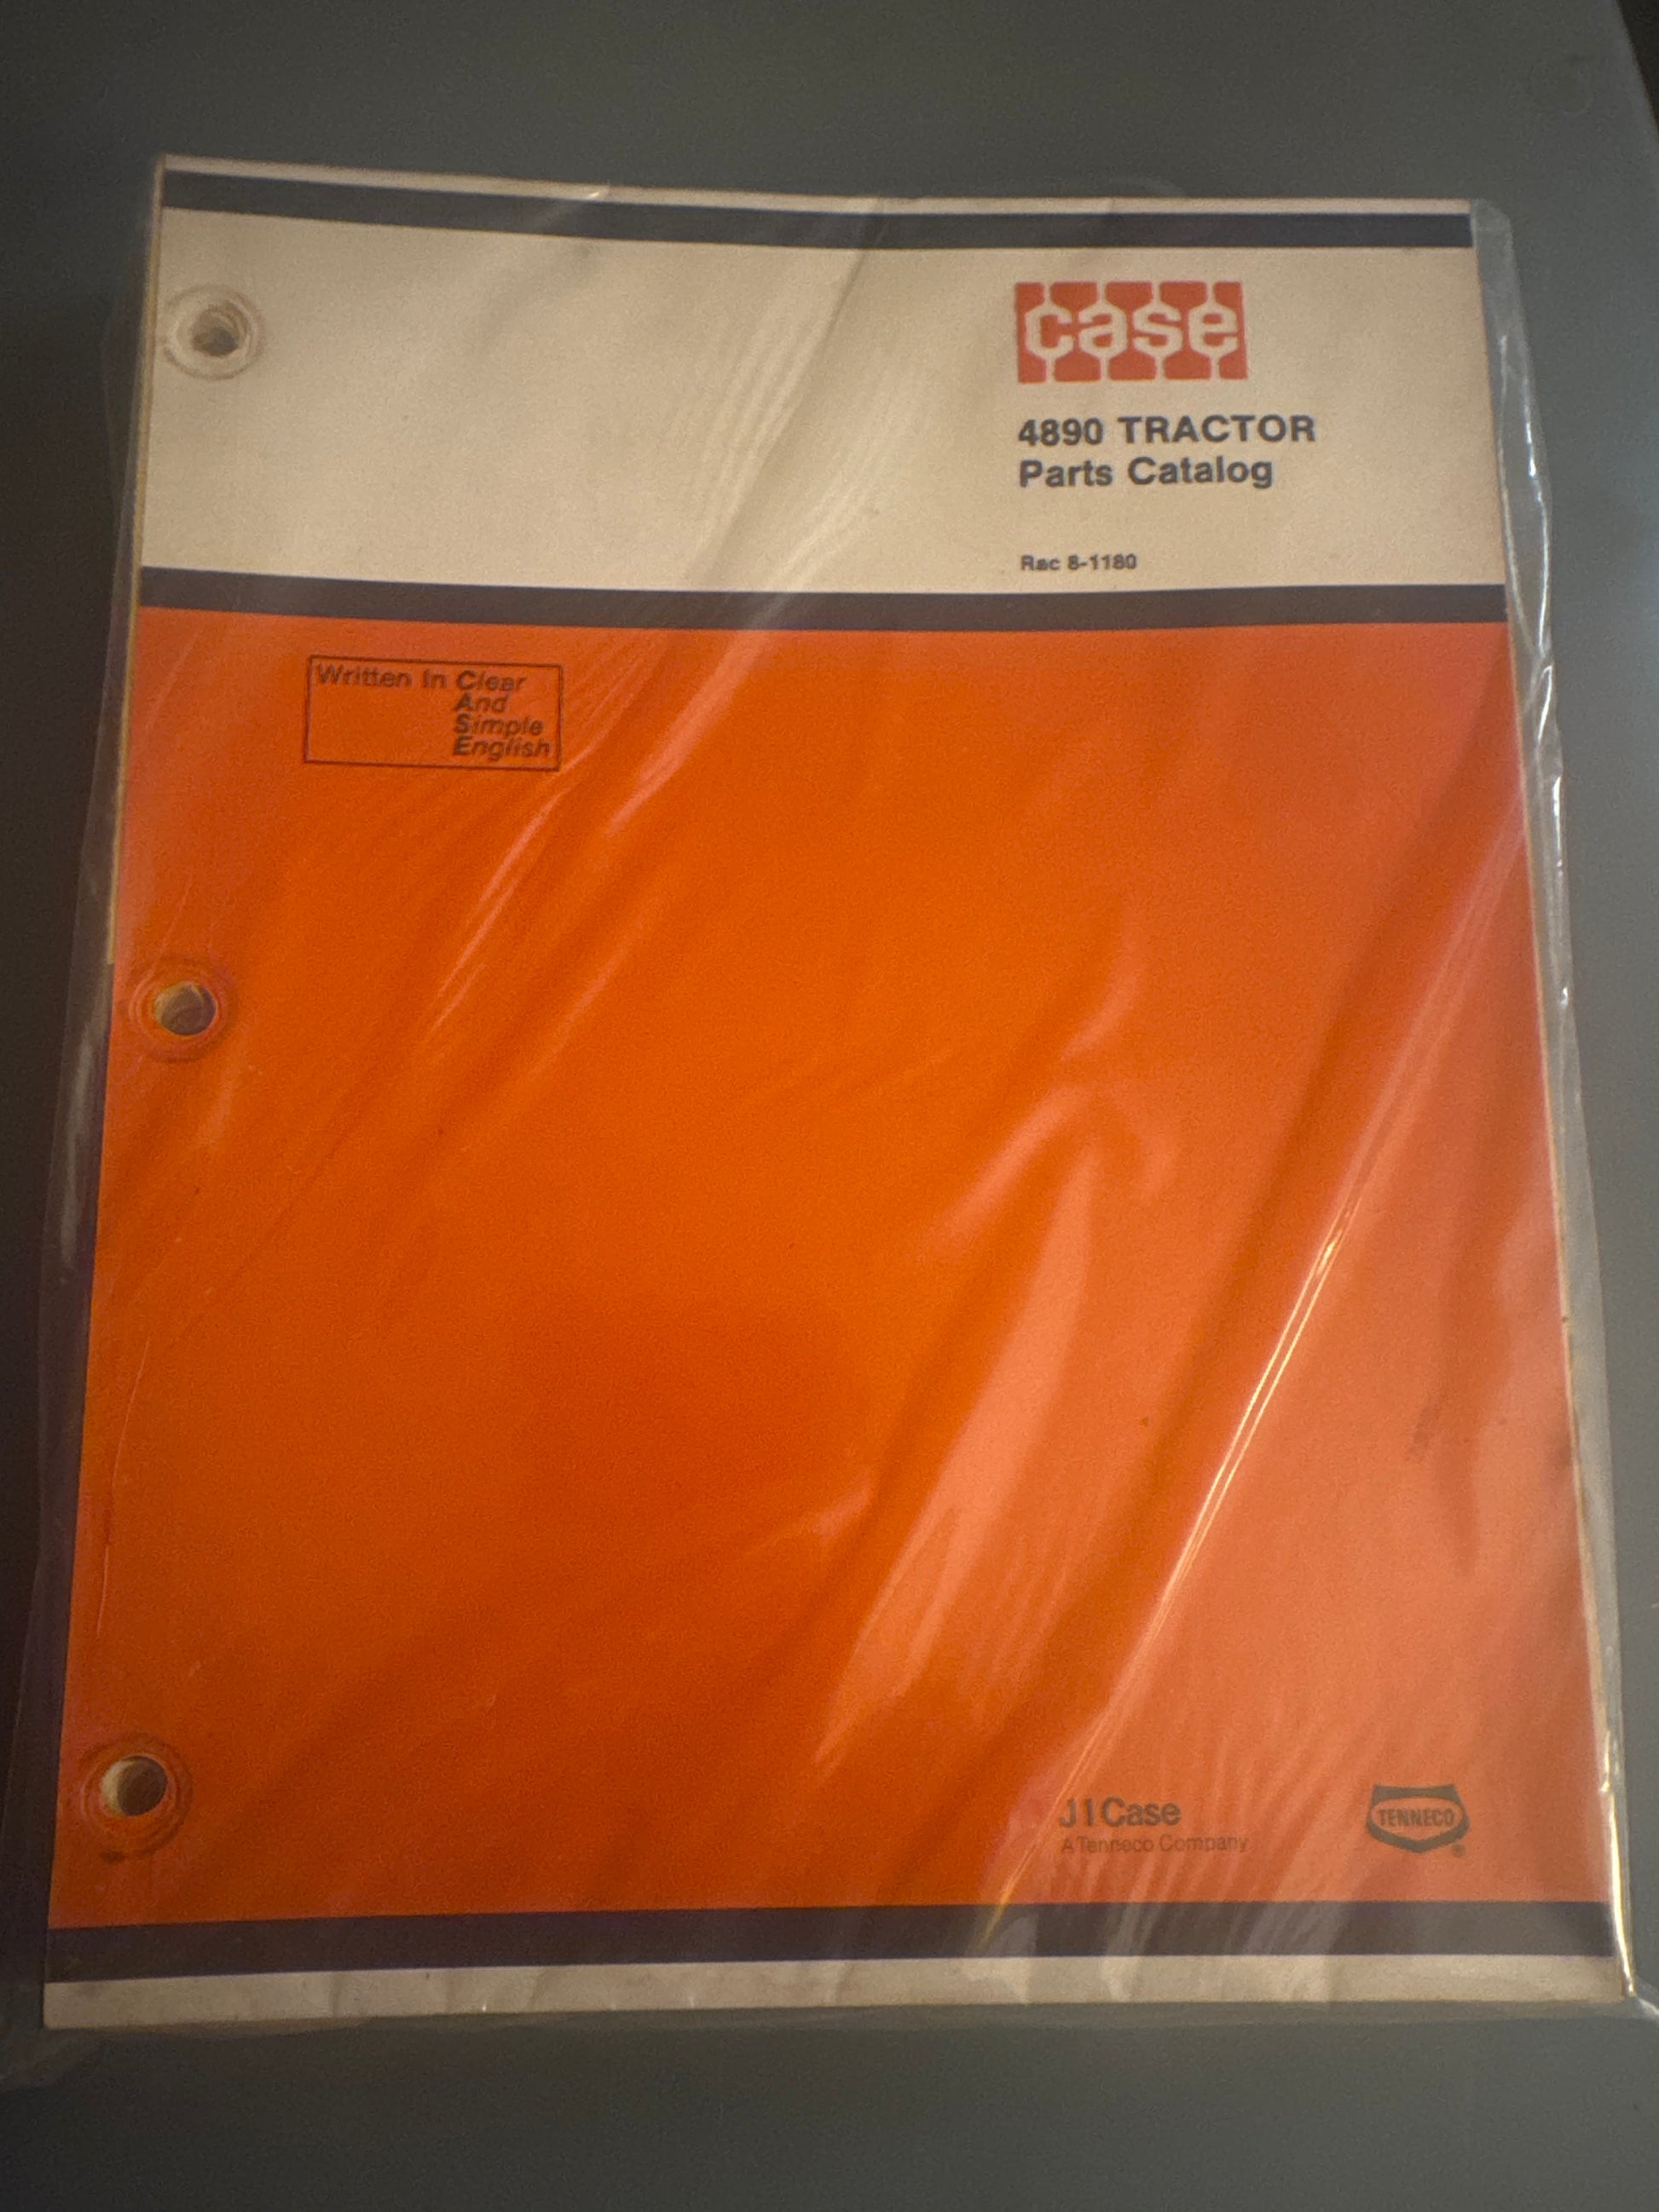 case
4890 TRACTOR
Parts Catalog
Rac 8-1180
Written In Clear
And
Simple
English
J I Case
A Tenneco Company
TENNECO
®